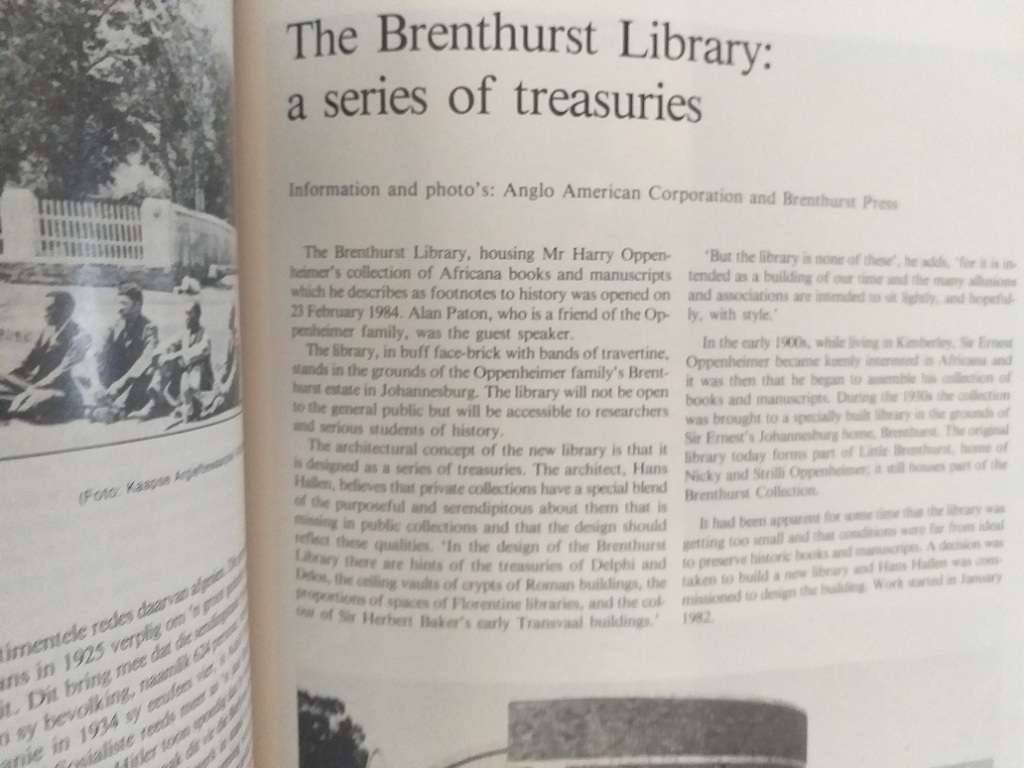 The Brenthurst Library:
a series of treasuries
Information and photo's: Anglo American Corporation and Brenthurst Press
The Brenthurst Library, housing Mr Harry Oppen-
heimer's collection of Africana books and manuscripts
which he describes as footnotes to history was opened on
23 February 1984. Alan Paton, who is a friend of the Op-
penheimer family, was the guest speaker.
The library, in buff face-brick with bands of travertine,
stands in the grounds of the Oppenheimer family's Brent-
hurst estate in Johannesburg. The library will not be open
to the general public but will be accessible to researchers
and serious students of history.
The architectural concept of the new library is that it
is designed as a series of treasuries. The architect, Hans
Hallen, believes that private collections have a special blend
of the purposeful and serendipitous about them that is
missing in public collections and that the design should
reflect these qualities. 'In the design of the Brenthurst
Library there are hints of the treasuries of Delphi and
Delos, the ceiling vaults of crypts of Roman buildings, the
proportions of spaces of Florentine libraries, and the col-
our of Sir Herbert Baker's early Transvaal buildings.'
'But the library is none of these', he adds, 'for it is in-
tended as a building of our time and the many allusions
and associations are intended to sit lightly, and hopeful-
ly, with style.'
In the early 1900s, while living in Kimberley, Sir Ernest
Oppenheimer became keenly interested in Africana and
it was then that he began to assemble his collection of
books and manuscripts. During the 1930s the collection
was brought to a specially built library in the grounds of
Sir Ernest's Johannesburg home, Brenthurst. The original
library today forms part of Little Brenthurst, home of
Nicky and Strilli Oppenheimer; it still houses part of the
Brenthurst Collection.
It had been apparent for some time that the library was
getting too small and that conditions were far from ideal
to preserve historic books and manuscripts. A decision was
taken to build a new library and Hans Hallen was com-
missioned to design the building. Work started in January
1982.
(Foto: Kaapse
timentele redes daarvan
ans in 1925 verplig om 'n groot
it. Dit bring mee dat die
sy bevolking, naamlik 624
in 1934 sy
reeds meer as
Hitler toon